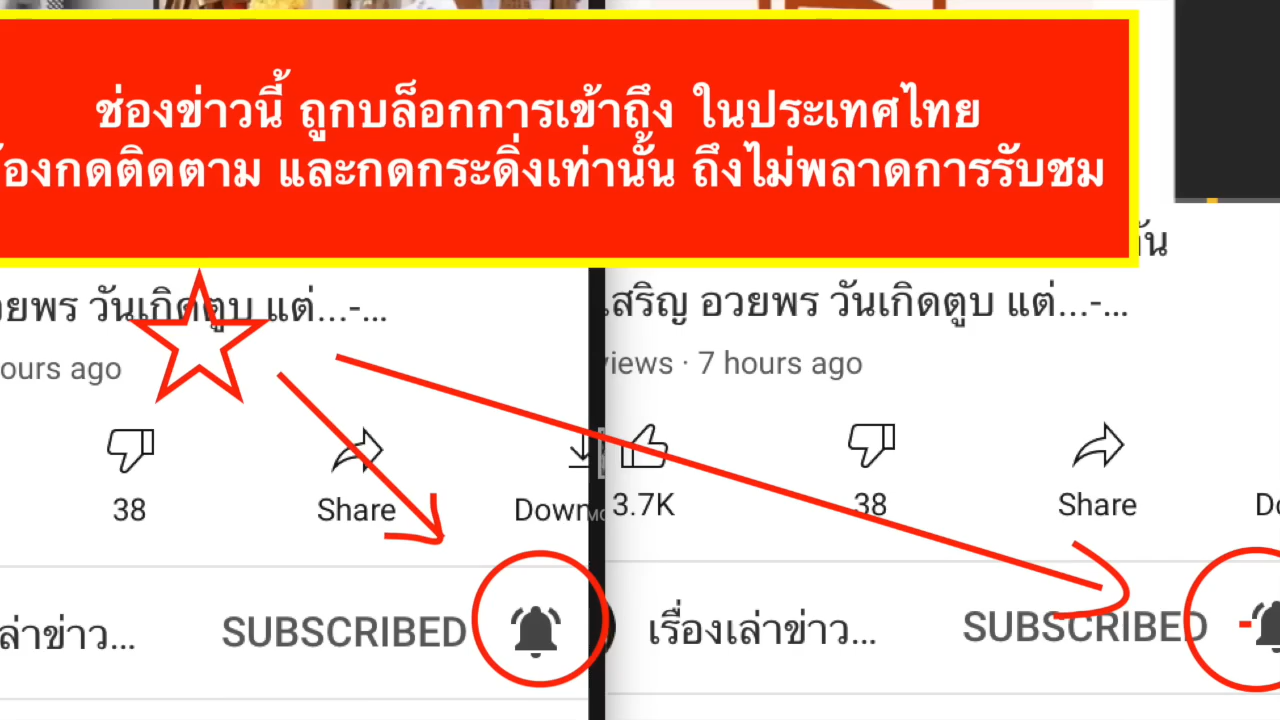 ช่องข่าวนี้ ถูกบล็อกการเข้าถึง ในประเทศไทย
องกดติดตาม และกดกระดิ่งเท่านั้น ถึงไม่พลาดการรับชม
วยพร วันเกิดตูบ แต่...-...
ours ago
38
Share
Down
ล่าข่าว...
SUBSCRIBED
ัน
สริญ อวยพร วันเกิดตูบ แต่...-...
views · 7 hours ago
3.7K
38
Share
Do
เรื่องเล่าข่าว...
SUBSCRIBED